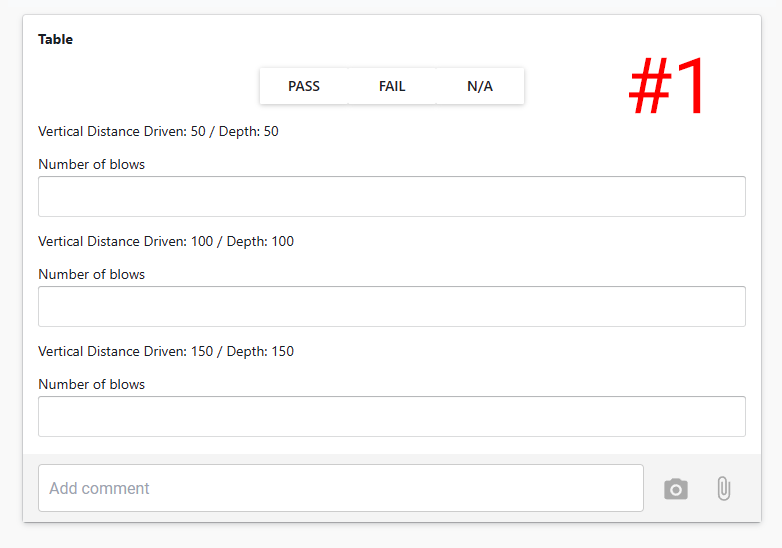 Table
#1
PASS FAIL N/A
Vertical Distance Driven: 50 / Depth: 50
Number of blows
Vertical Distance Driven: 100 / Depth: 100
Number of blows
Vertical Distance Driven: 150 / Depth: 150
Number of blows
Add comment